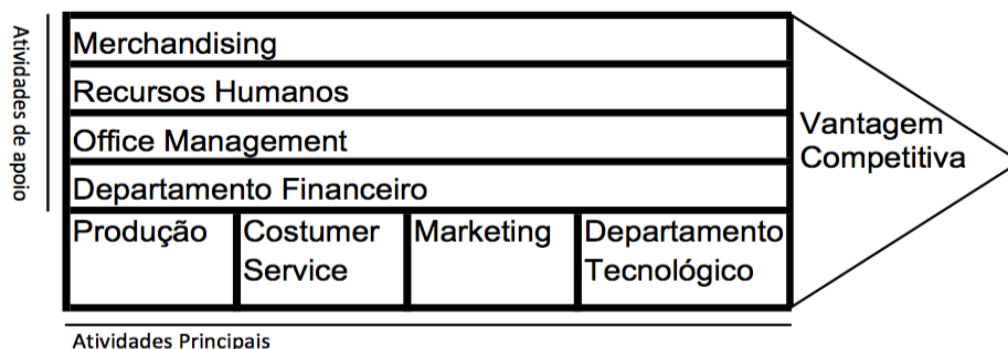 Atividades de apoio
Merchandising
Recursos Humanos
Office Management
Departamento Financeiro
Vantagem
Competitiva
Produção
Costumer
Service
Marketing
Departamento
Tecnológico
Atividades Principais